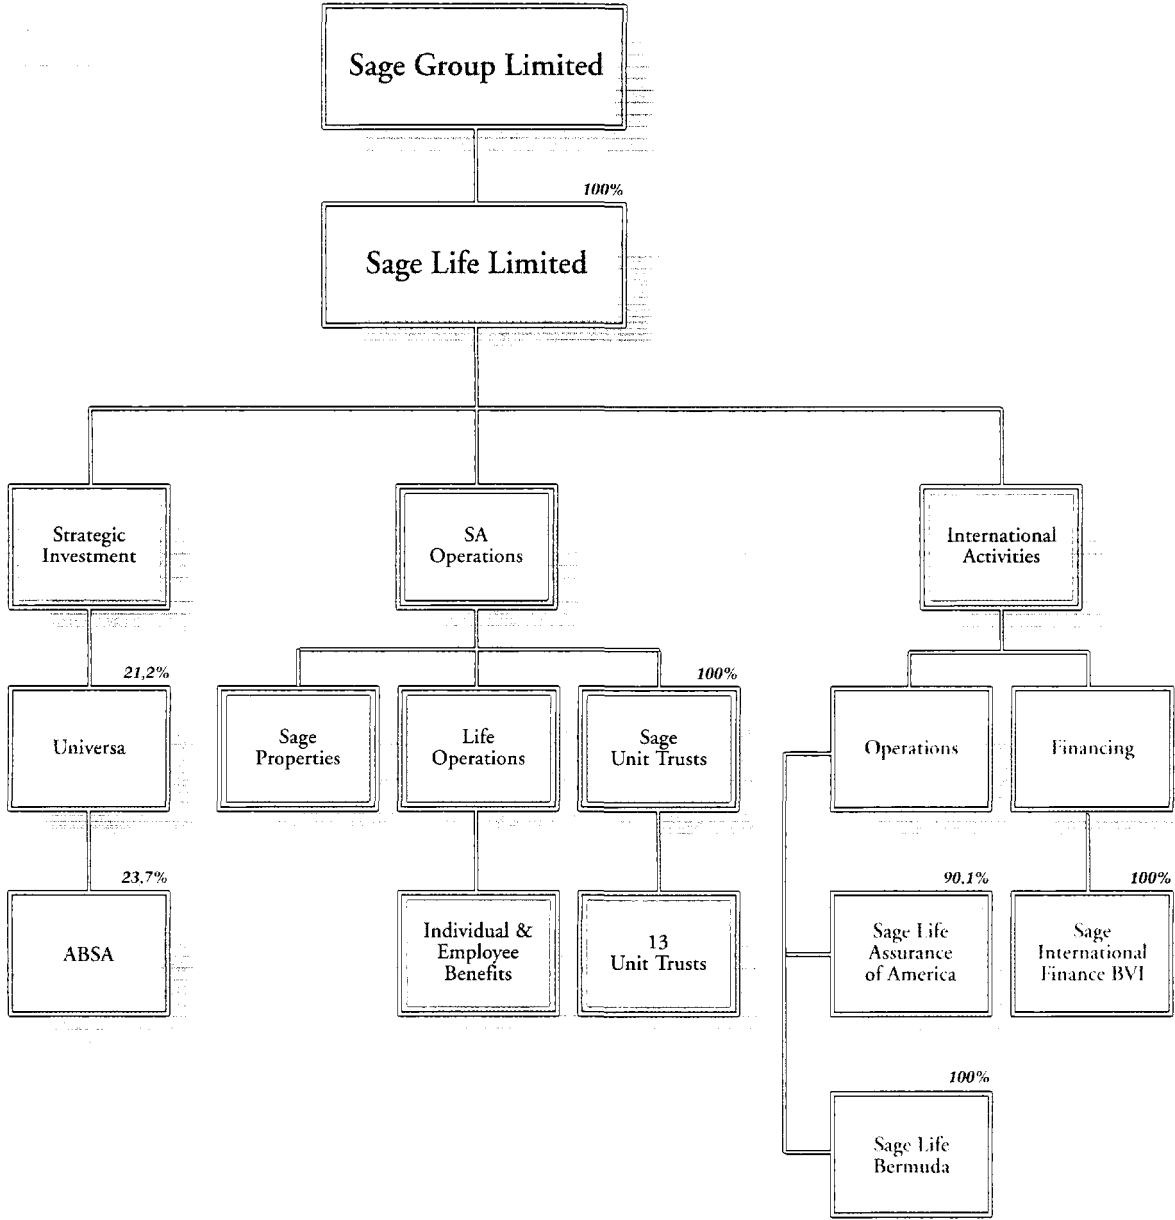 Sage Group Limited
100%
Sage Life Limited
Strategic
Investment
SA
Operations
International
Activities
21,2%
Universa
Sage
Properties
Life
Operations
100%
Sage
Unit Trusts
Operations
Financing
23,7%
ABSA
Individual &
Employee
Benefits
13
Unit Trusts
90,1%
Sage Life
Assurance
of America
100%
Sage
International
Finance BVI
100%
Sage Life
Bermuda